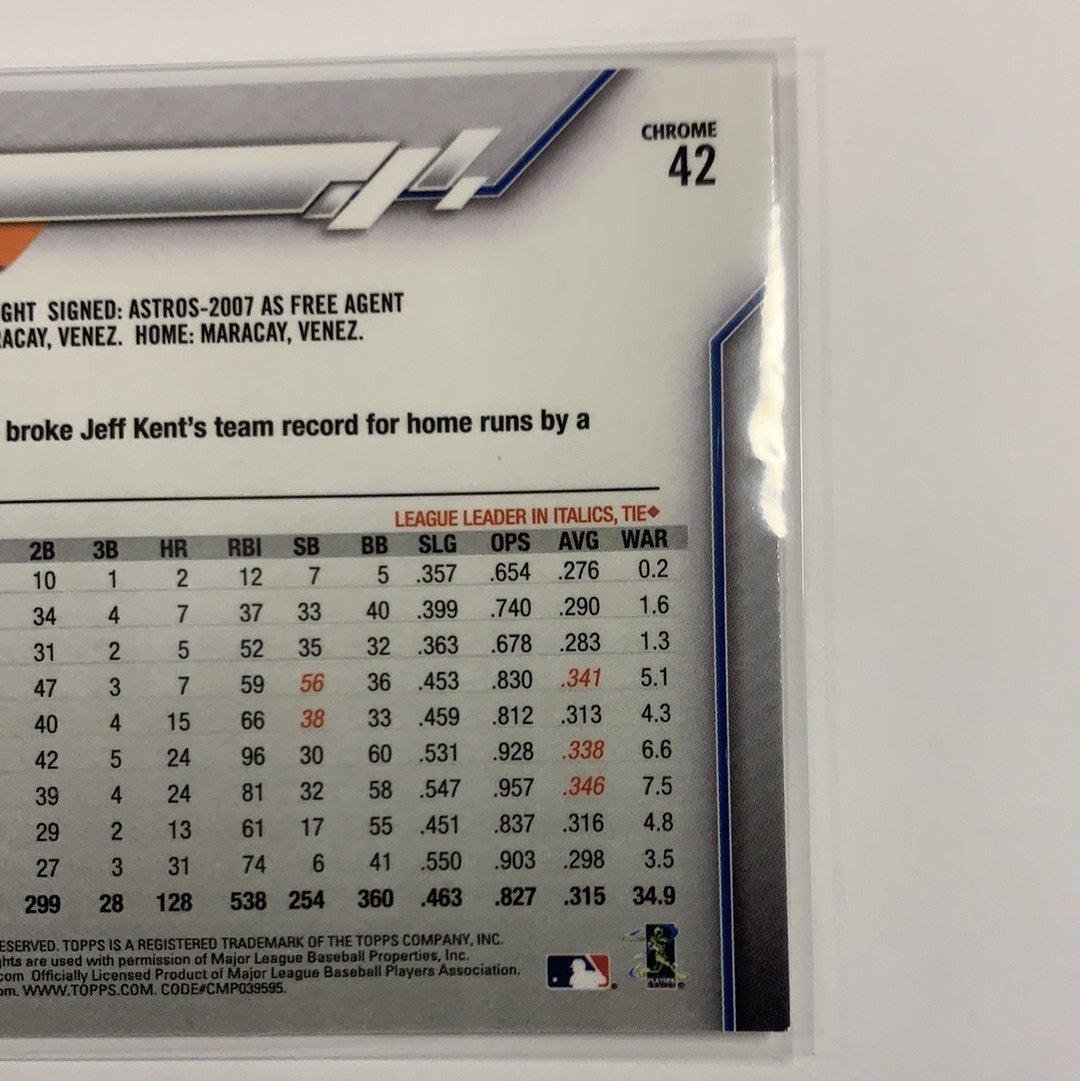 CHROME
42
GHT SIGNED: ASTROS-2007 AS FREE AGENT
ACAY, VENEZ. HOME: MARACAY, VENEZ.
broke Jeff Kent's team record for home runs by a
LEAGUE LEADER IN ITALICS, TIE◆
2B 3B HR RBI SB BB SLG OPS AVG WAR
10 1 2 12 7 5 .357 .654 .276 0.2
34 4 7 37 33 40 .399 .740 .290 1.6
31 2 5 52 35 32 .363 .678 .283 1.3
47 3 7 59 56 36 .453 .830 .341 5.1
40 4 15 66 38 33 .459 .812 .313 4.3
42 5 24 96 30 60 .531 .928 .338 6.6
39 4 24 81 32 58 .547 .957 .346 7.5
29 2 13 61 17 55 .451 .837 .316 4.8
27 3 31 74 6 41 .550 .903 .298 3.5
299 28 128 538 254 360 .463 .827 .315 34.9
ESERVED. TOPPS IS A REGISTERED TRADEMARK OF THE TOPPS COMPANY, INC.
hts are used with permission of Major League Baseball Properties, Inc.
com Officially Licensed Product of Major League Baseball Players Association.
om. WWW.TOPPS.COM. CODE#CMP039595.